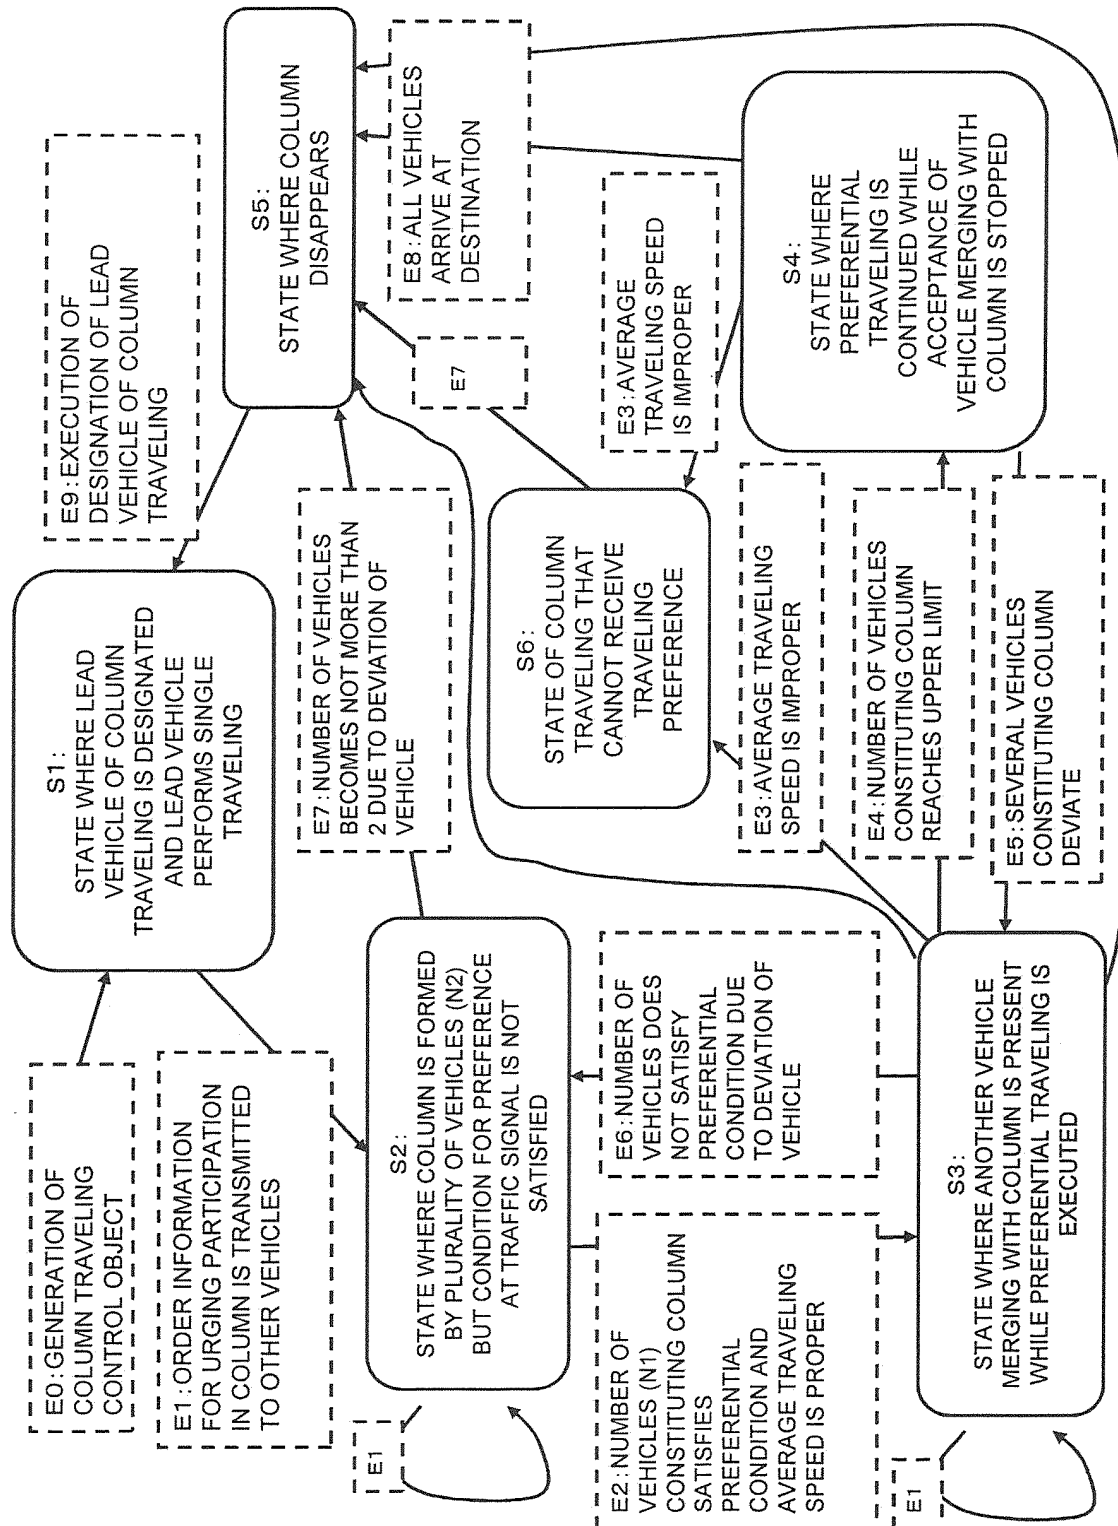 E0:GENERATION OF
COLUMN TRAVELING
CONTROL OBJECT
S1:
STATE WHERE LEAD
VEHICLE OF COLUMN
TRAVELING IS DESIGNATED
AND LEAD VEHICLE
PERFORMS SINGLE
TRAVELING
E9:EXECUTION OF
DESIGNATION OF LEAD
VEHICLE OF COLUMN
TRAVELING
E1:ORDER INFORMATION
FOR URGING PARTICIPATION
IN COLUMN IS TRANSMITTED
TO OTHER VEHICLES
S5:
STATE WHERE COLUMN
DISAPPEARS
E7:NUMBER OF VEHICLES
BECOMES NOT MORE THAN
2 DUE TO DEVIATION OF
VEHICLE
E1
S2:
STATE WHERE COLUMN IS FORMED
BY PLURALITY OF VEHICLES (N2)
BUT CONDITION FOR PREFERENCE
AT TRAFFIC SIGNAL IS NOT
SATISFIED
E8:ALL VEHICLES
ARRIVE AT
DESTINATION
E7
S6:
STATE OF COLUMN
TRAVELING THAT
CANNOT RECEIVE
TRAVELING
PREFERENCE
E3:AVERAGE
TRAVELING SPEED
IS IMPROPER
E2:NUMBER OF
VEHICLES (N1)
CONSTITUTING COLUMN
SATISFIES
PREFERENTIAL
CONDITION AND
AVERAGE TRAVELING
SPEED IS PROPER
E6:NUMBER OF
VEHICLES DOES
NOT SATISFY
PREFERENTIAL
CONDITION DUE
TO DEVIATION OF
VEHICLE
E3:AVERAGE TRAVELING
SPEED IS IMPROPER
S4:
STATE WHERE
PREFERENTIAL
TRAVELING IS
CONTINUED WHILE
ACCEPTANCE OF
VEHICLE MERGING WITH
COLUMN IS STOPPED
E4:NUMBER OF VEHICLES
CONSTITUTING COLUMN
REACHES UPPER LIMIT
E1
S3:
STATE WHERE ANOTHER VEHICLE
MERGING WITH COLUMN IS PRESENT
WHILE PREFERENTIAL TRAVELING IS
EXECUTED
E5:SEVERAL VEHICLES
CONSTITUTING COLUMN
DEVIATE